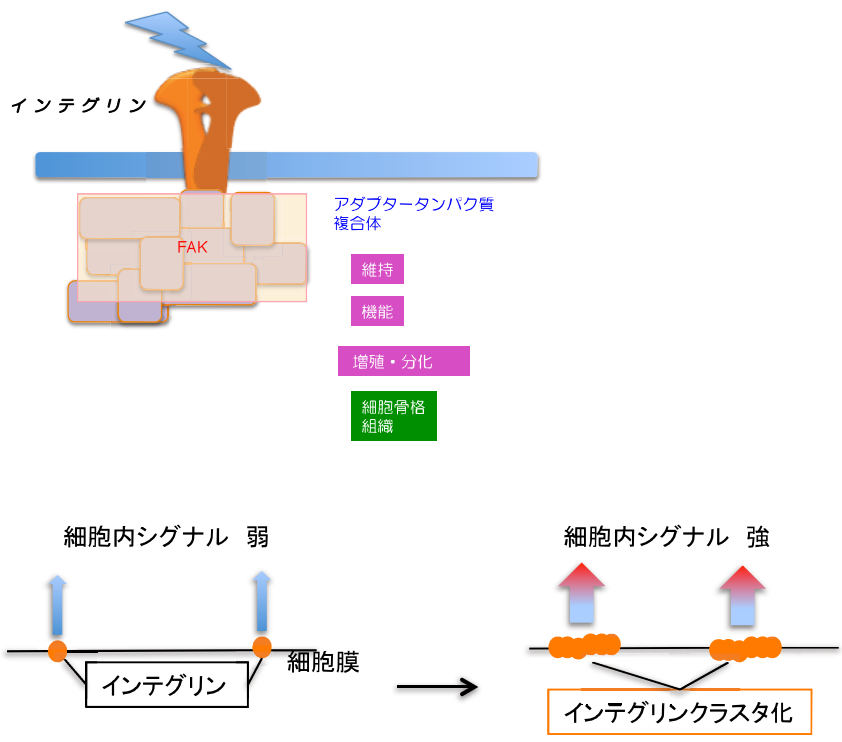 インテグリン
アダプタータンパク質
複合体
FAK
維持
機能
増殖・分化
細胞骨格
組織
細胞内シグナル 弱
細胞内シグナル 強
細胞膜
インテグリン
インテグリンクラスタ化